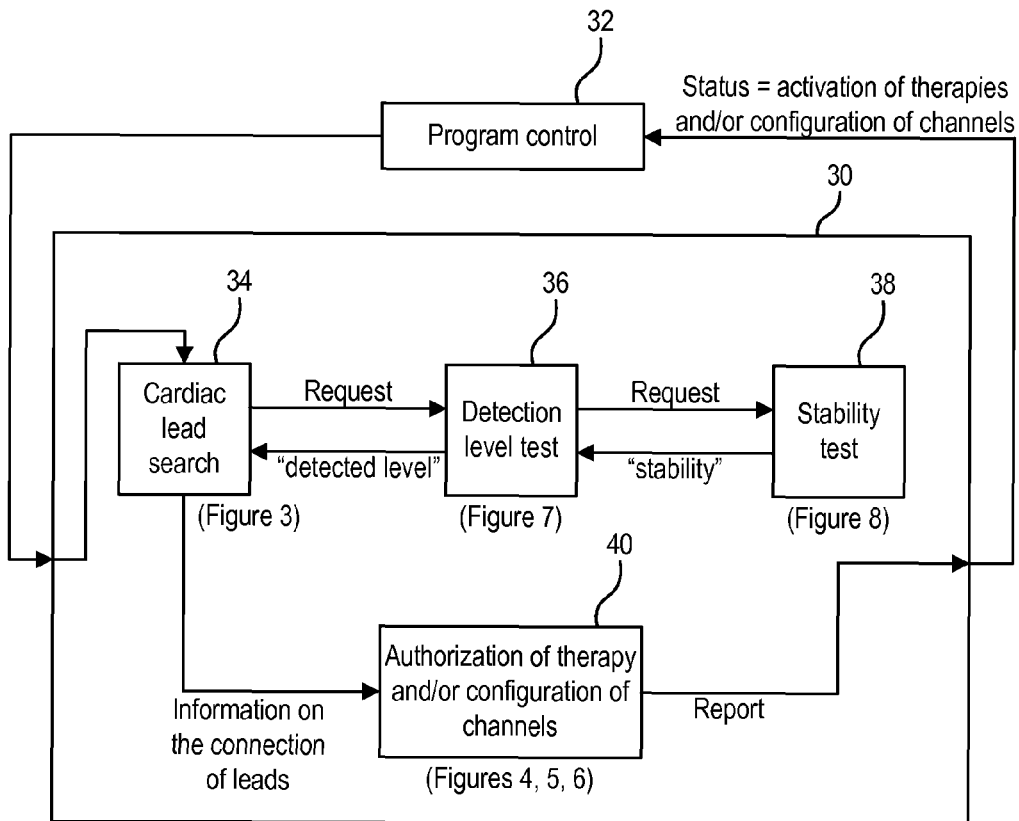 32
Status = activation of therapies
and/or configuration of channels
Program control
30
34
36
38
Cardiac
lead
search
Request
"detected level"
Detection
level test
Request
"stability"
Stability
test
(Figure 3)
(Figure 7)
(Figure 8)
40
Authorization of therapy
and/or configuration of
channels
Information on
the connection
of leads
Report
(Figures 4, 5, 6)